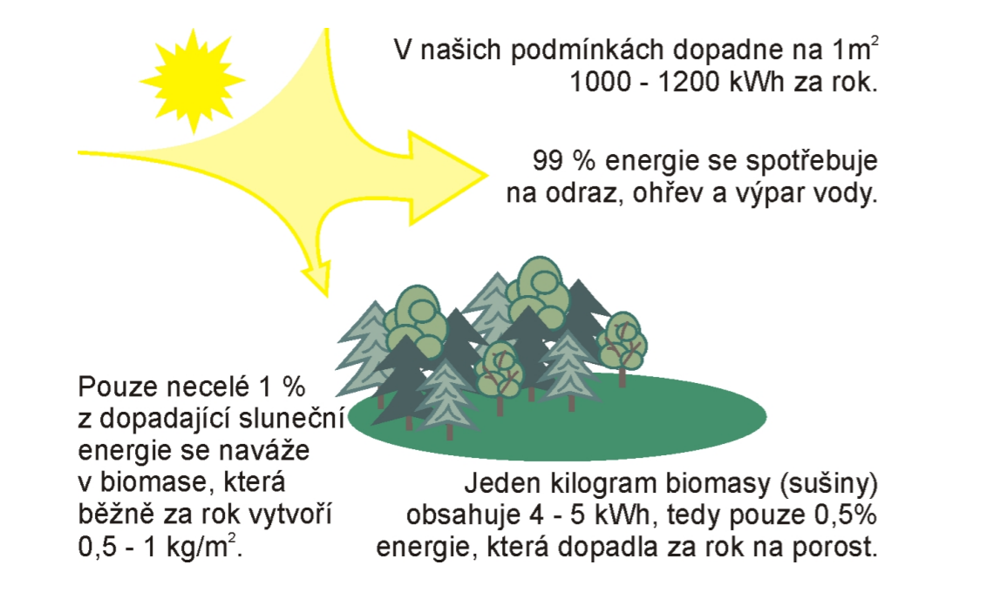 V našich podmínkách dopadne na 1m²
1000 - 1200 kWh za rok.
99 % energie se spotřebuje
na odraz, ohřev a výpar vody.
Pouze necelé 1 %
z dopadající sluneční
energie se naváže
v biomase, která
běžně za rok vytvoří
0,5 - 1 kg/m².
Jeden kilogram biomasy (sušiny)
obsahuje 4 - 5 kWh, tedy pouze 0,5%
energie, která dopadla za rok na porost.